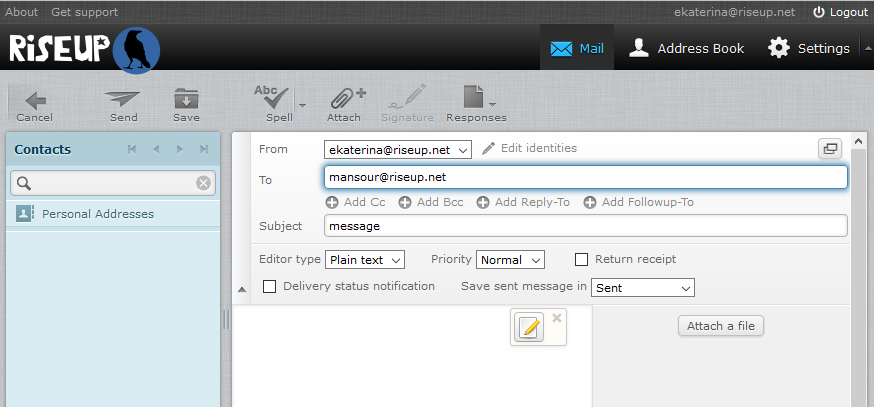 About Get support ekaterina@riseup.net Logout
RiSEUP Mail Address Book Settings
Cancel Send Save Spell Attach Signature Responses
Abc
Contacts
Personal Addresses
From ekaterina@riseup.net Edit identities
To mansour@riseup.net
Add Cc Add Bcc Add Reply-To Add Followup-To
Subject message
Editor type Plain text Priority Normal Return receipt
Delivery status notification Save sent message in Sent
Attach a file